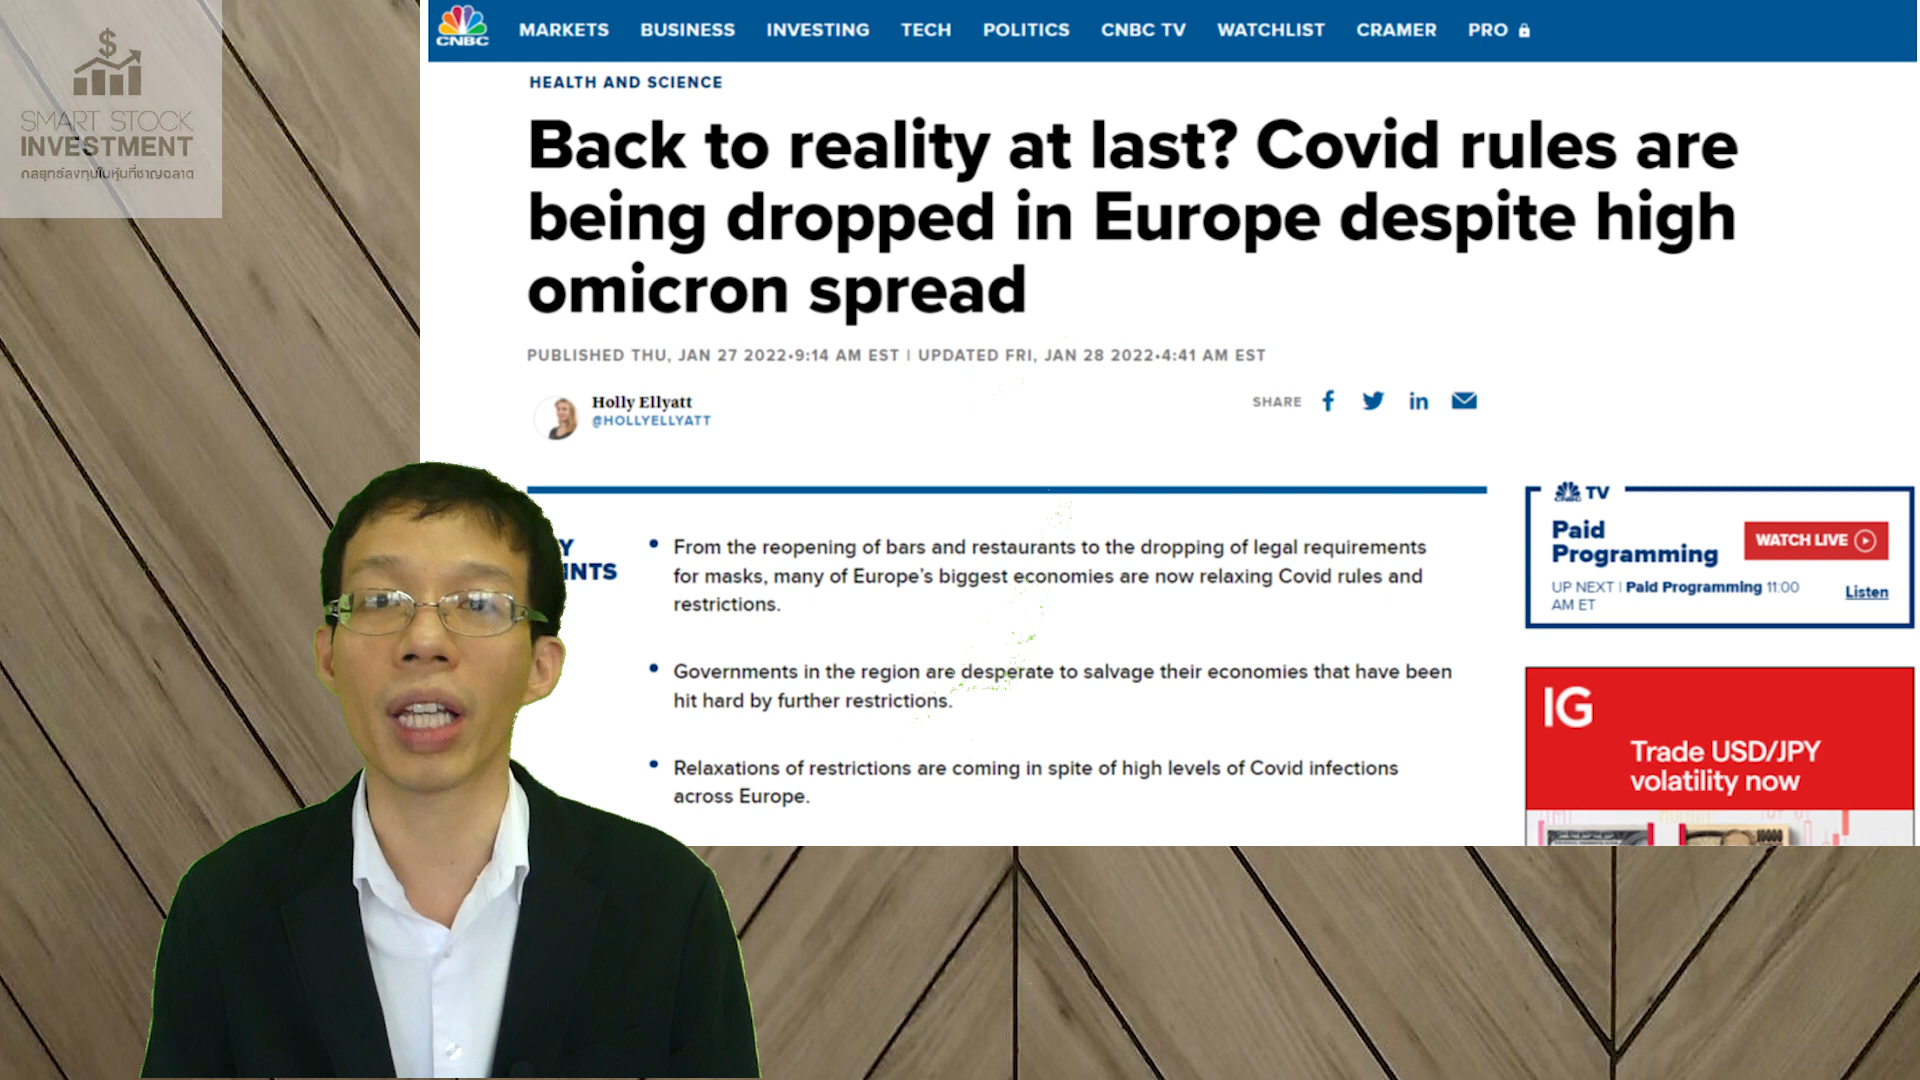 SMART STOCK
INVESTMENT
กลยุทธ์ลงทุนในหุ้นที่ชาญฉลาด
CNBC
MARKETS BUSINESS INVESTING TECH POLITICS CNBC TV WATCHLIST CRAMER PRO
HEALTH AND SCIENCE
Back to reality at last? Covid rules are
being dropped in Europe despite high
omicron spread
PUBLISHED THU, JAN 27 2022•9:14 AM EST | UPDATED FRI, JAN 28 2022•4:41 AM EST
Holly Ellyatt
@HOLLYELLYATT
SHARE
Y
INTS
• From the reopening of bars and restaurants to the dropping of legal requirements
for masks, many of Europe’s biggest economies are now relaxing Covid rules and
restrictions.
• Governments in the region are desperate to salvage their economies that have been
hit hard by further restrictions.
• Relaxations of restrictions are coming in spite of high levels of Covid infections
across Europe.
CNBC TV
Paid
Programming
WATCH LIVE
UP NEXT | Paid Programming 11:00
AM ET
Listen
IG
Trade USD/JPY
volatility now
10000